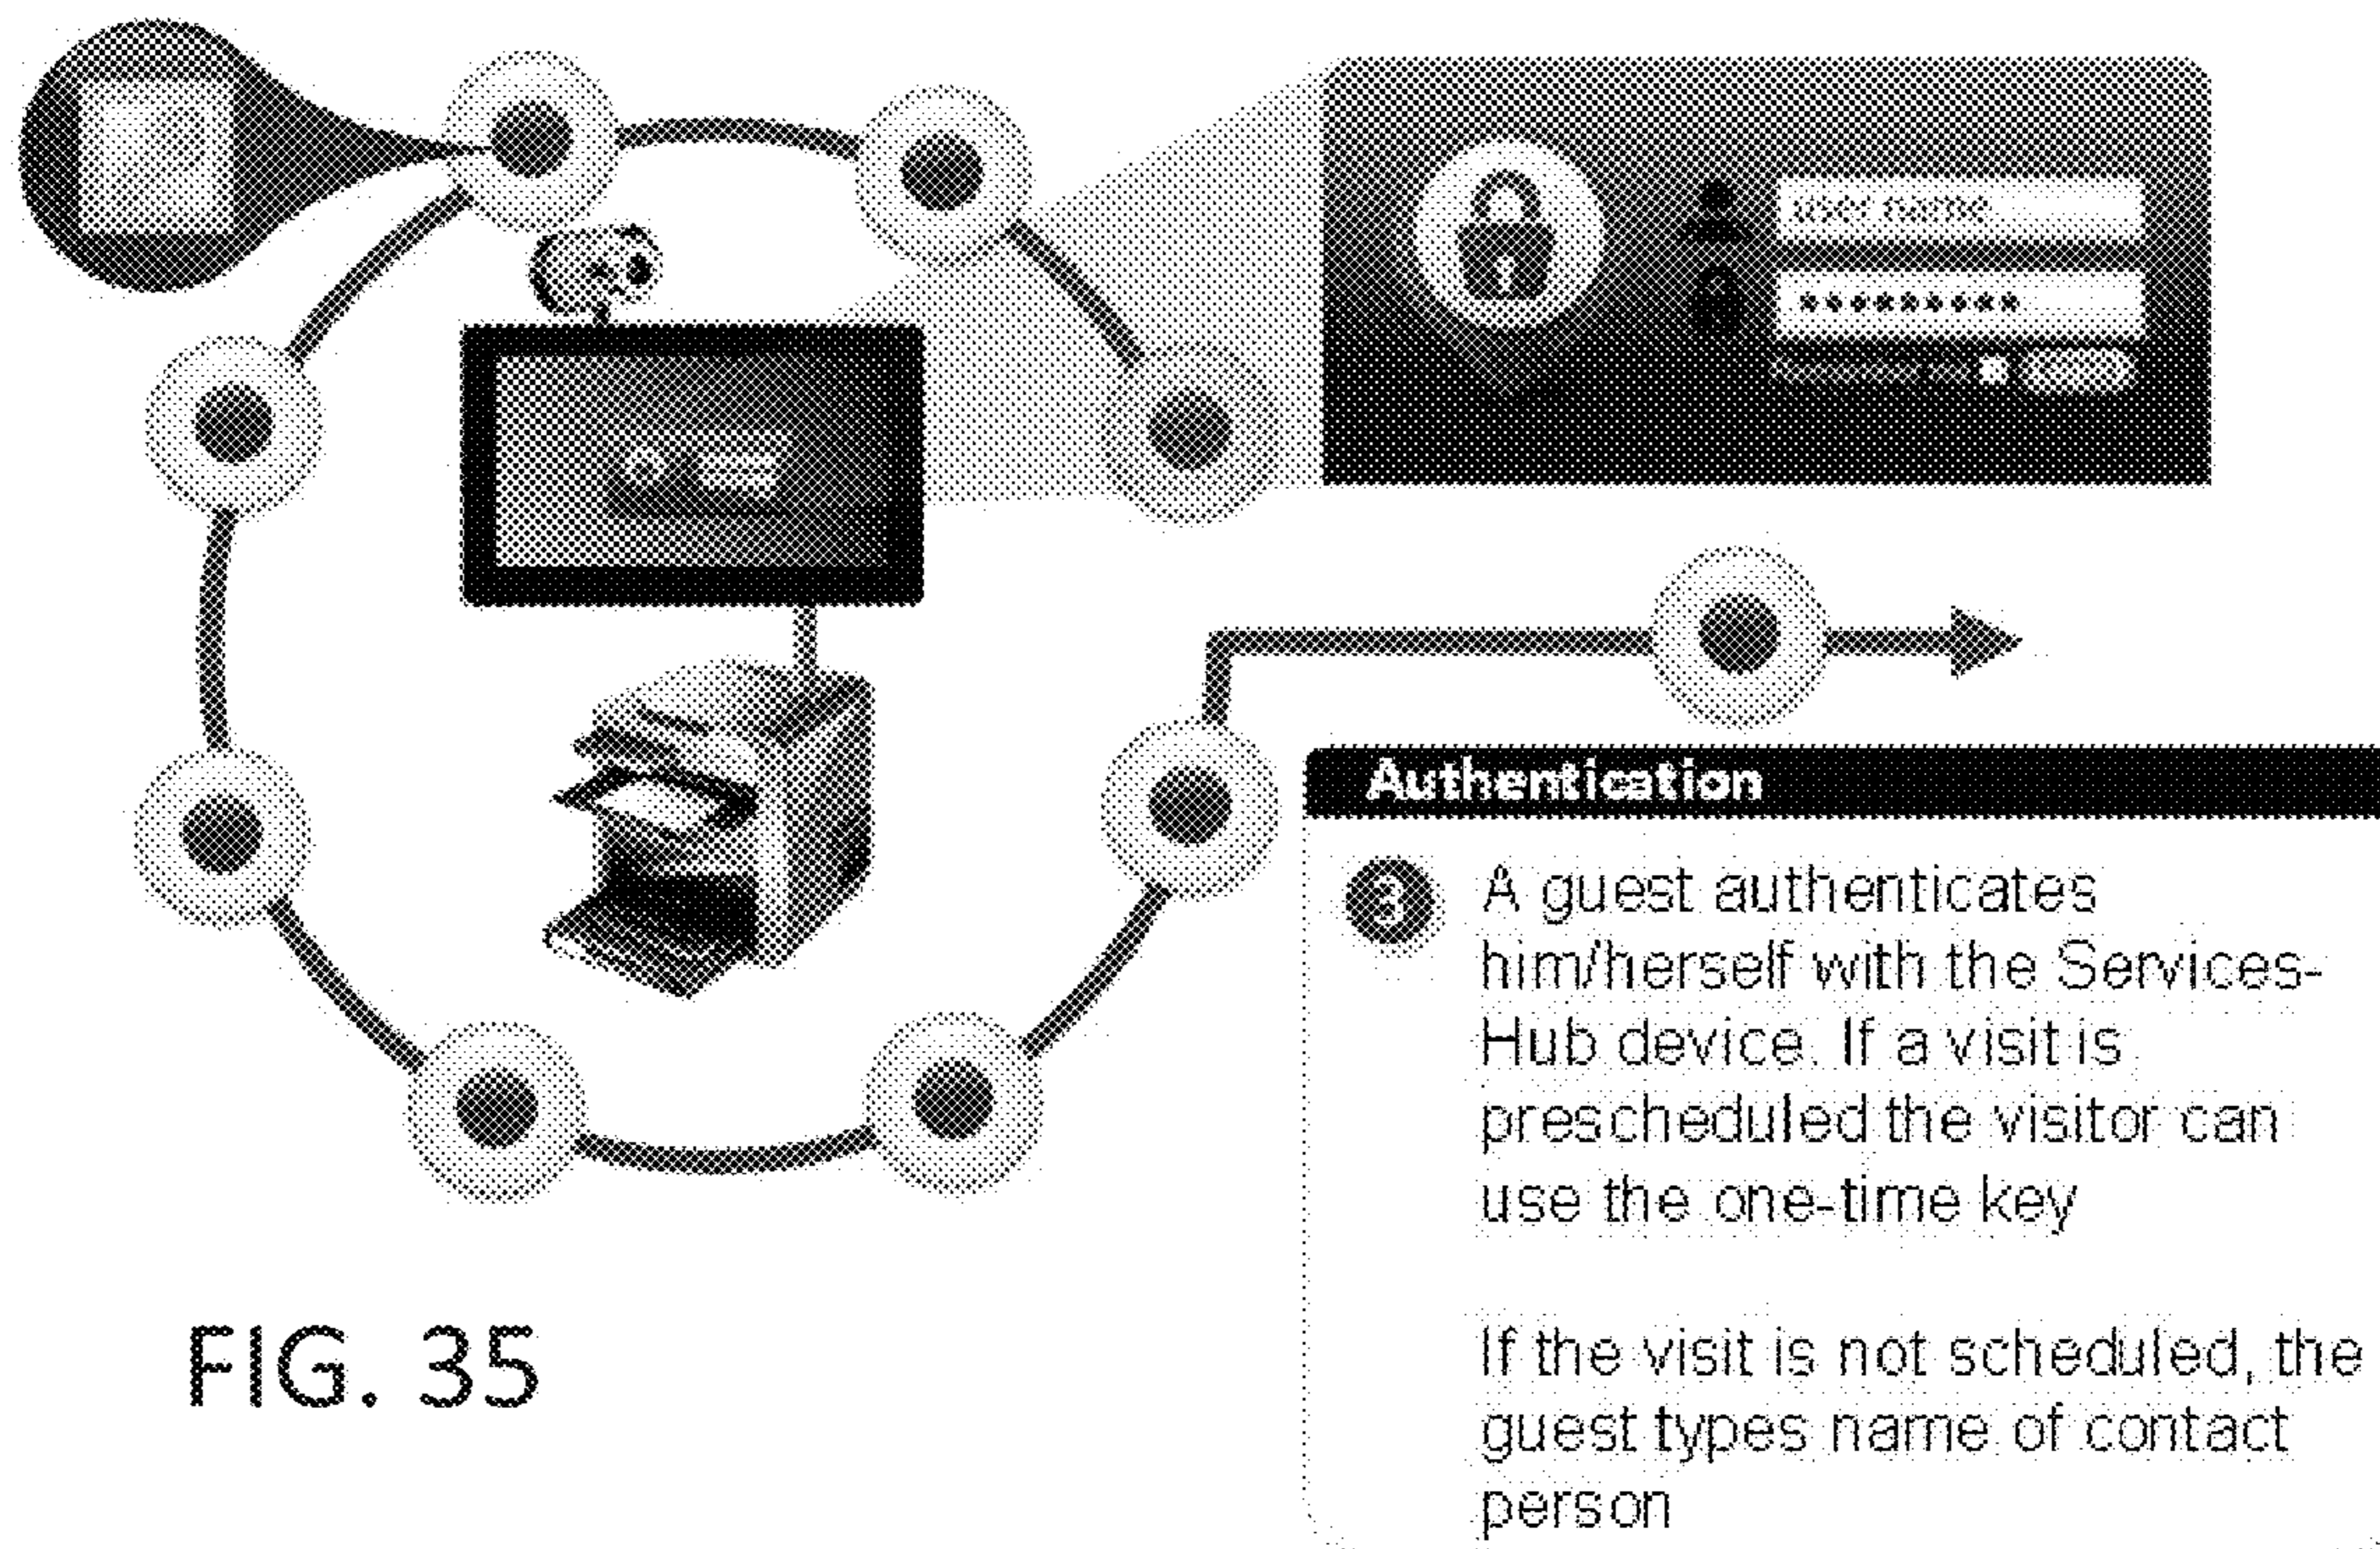 user name
Authentication
3
A guest authenticates
him/herself with the Services-
Hub device. If a visit is
prescheduled the visitor can
use the one-time key
If the visit is not scheduled, the
guest types name of contact
person
FIG. 35